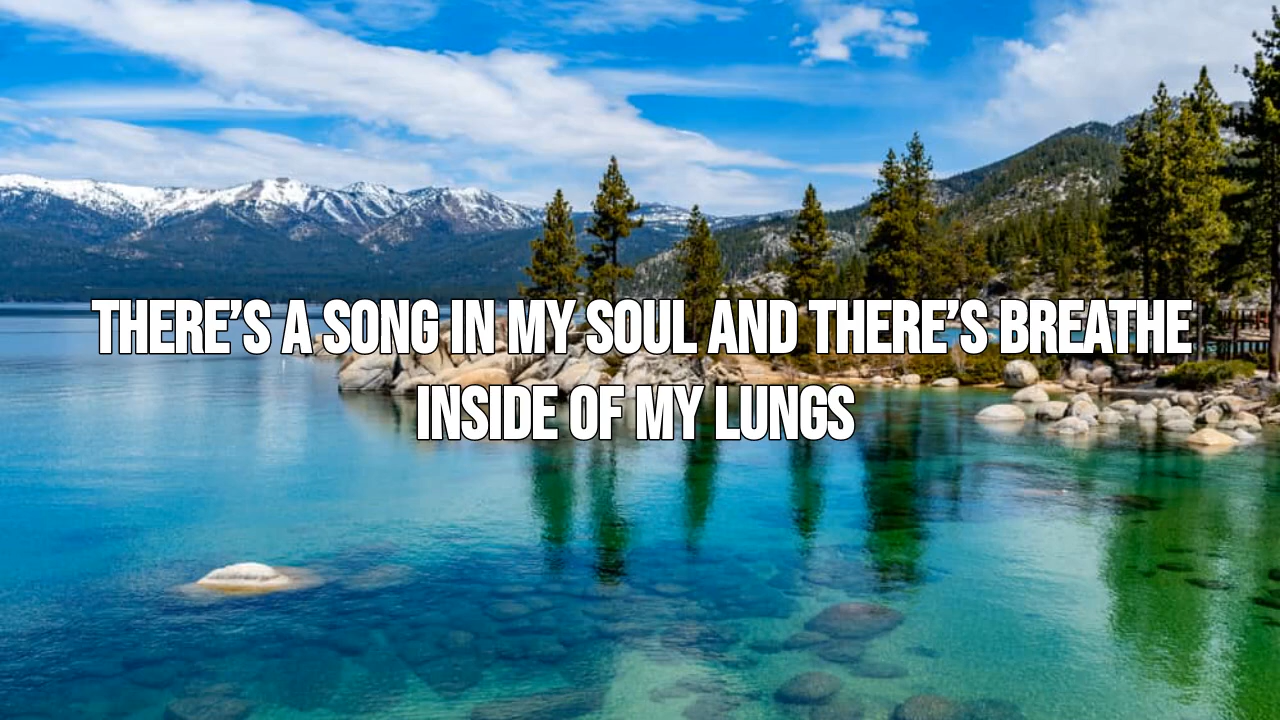 THERE’S A SONG IN MY SOUL AND THERE’S BREATHE
INSIDE OF MY LUNGS